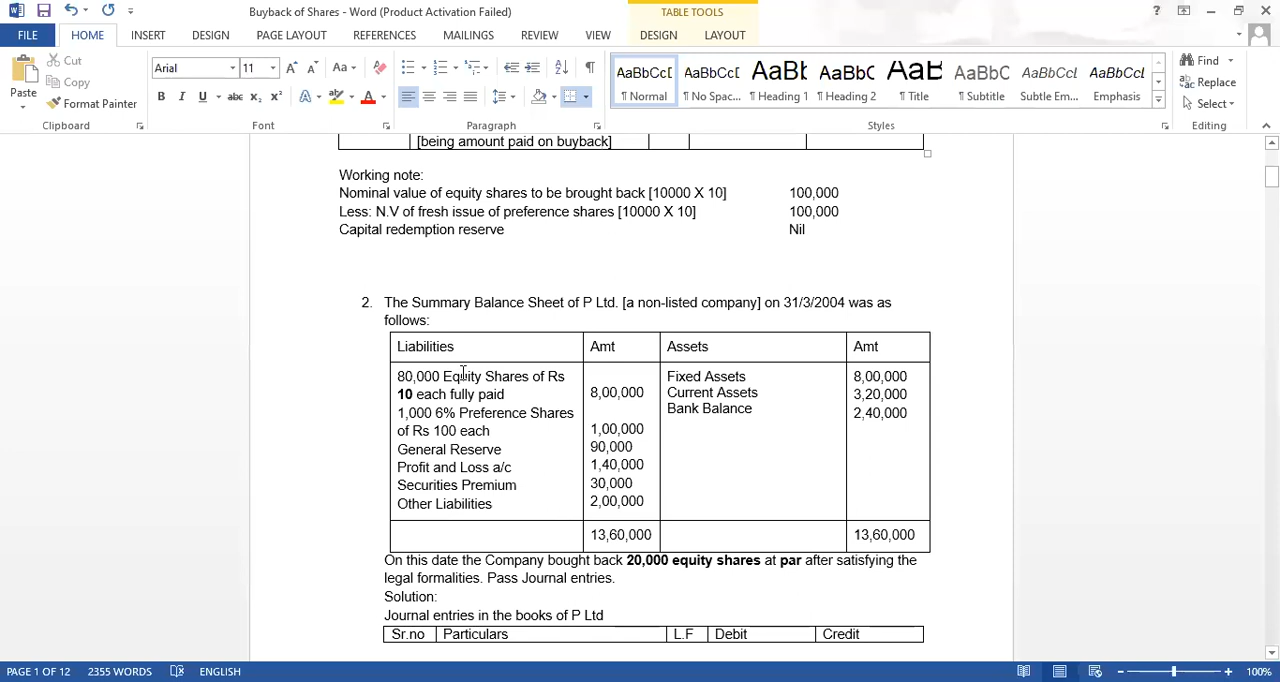 Buyback of Shares - Word (Product Activation Failed)
TABLE TOOLS
FILE HOME INSERT DESIGN PAGE LAYOUT REFERENCES MAILINGS REVIEW VIEW DESIGN LAYOUT
Paste
Cut
Copy
Format Painter
Clipboard
Arial 11
Font
Paragraph
AaBbCcD AaBbCcD AaBb AaBbC AaB AaBbCcD AaBbCcD AaBbCcD
¶ Normal ¶ No Spac... ¶ Heading 1 ¶ Heading 2 ¶ Title ¶ Subtitle Subtle Em... Emphasis
Styles
Find
Replace
Select
Editing
[being amount paid on buyback]
Working note:
Nominal value of equity shares to be brought back [10000 X 10] 100,000
Less: N.V of fresh issue of preference shares [10000 X 10] 100,000
Capital redemption reserve Nil
2. The Summary Balance Sheet of P Ltd. [a non-listed company] on 31/3/2004 was as
follows:
Liabilities Amt Assets Amt
80,000 Equity Shares of Rs
10 each fully paid 8,00,000
1,000 6% Preference Shares
of Rs 100 each 1,00,000
General Reserve 90,000
Profit and Loss a/c 1,40,000
Securities Premium 30,000
Other Liabilities 2,00,000
Fixed Assets 8,00,000
Current Assets 3,20,000
Bank Balance 2,40,000
13,60,000 13,60,000
On this date the Company bought back 20,000 equity shares at par after satisfying the
legal formalities. Pass Journal entries.
Solution:
Journal entries in the books of P Ltd
Sr.no Particulars L.F Debit Credit
PAGE 1 OF 12 2355 WORDS ENGLISH 100%